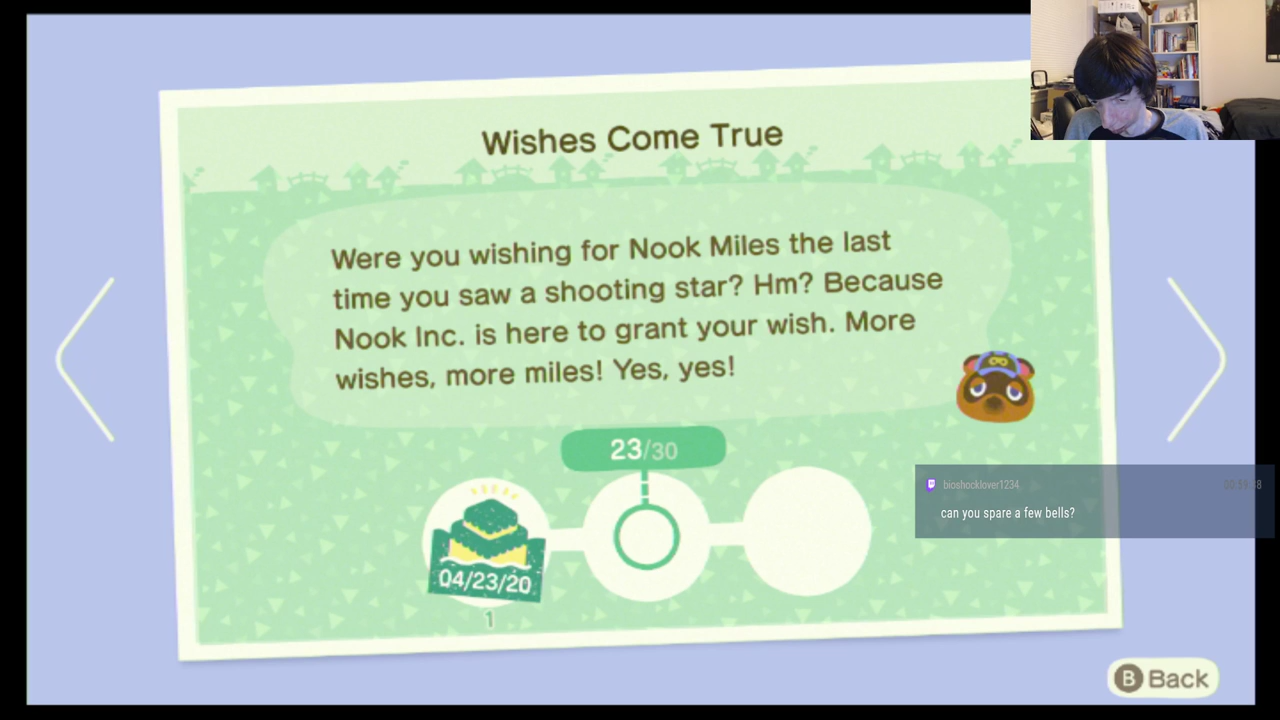 Wishes Come True
Were you wishing for Nook Miles the last
time you saw a shooting star? Hm? Because
Nook Inc. is here to grant your wish. More
wishes, more miles! Yes, yes!
23/30
04/23/20
1
bioshocklover1234
can you spare a few bells?
B Back